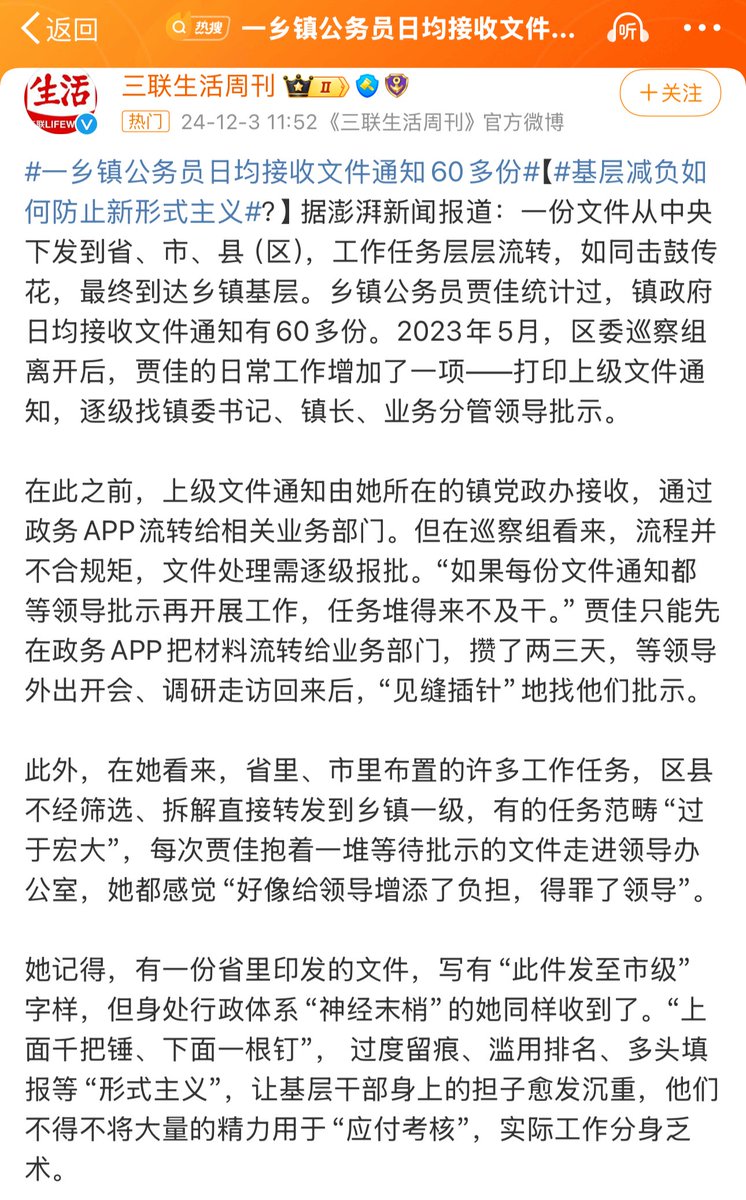 返回
热搜
一乡镇公务员日均接收文件...
听
生活
联LIFEW
三联生活周刊
II
+关注
热门
24-12-3 11:52《三联生活周刊》官方微博
#一乡镇公务员日均接收文件通知60多份#【#基层减负如
何防止新形式主义#?】据澎湃新闻报道：一份文件从中央
下发到省、市、县（区），工作任务层层流转，如同击鼓传
花，最终到达乡镇基层。乡镇公务员贾佳统计过，镇政府
日均接收文件通知有60多份。2023年5月，区委巡察组
离开后，贾佳的日常工作增加了一项——打印上级文件通
知，逐级找镇委书记、镇长、业务分管领导批示。
在此之前，上级文件通知由她所在的镇党政办接收，通过
政务APP流转给相关业务部门。但在巡察组看来，流程并
不合规矩，文件处理需逐级报批。“如果每份文件通知都
等领导批示再开展工作，任务堆得来不及干。”贾佳只能先
在政务APP把材料流转给业务部门，攒了两三天，等领导
外出开会、调研走访回来后，“见缝插针”地找他们批示。
此外，在她看来，省里、市里布置的许多工作任务，区县
不经筛选、拆解直接转发到乡镇一级，有的任务范畴“过
于宏大”，每次贾佳抱着一堆等待批示的文件走进领导办
公室，她都感觉“好像给领导增添了负担，得罪了领导”。
她记得，有一份省里印发的文件，写有“此件发至市级”
字样，但身处行政体系“神经末梢”的她同样收到了。“上
面千把锤、下面一根钉”， 过度留痕、滥用排名、多头填
报等“形式主义”，让基层干部身上的担子愈发沉重，他们
不得不将大量的精力用于“应付考核”，实际工作分身乏
术。